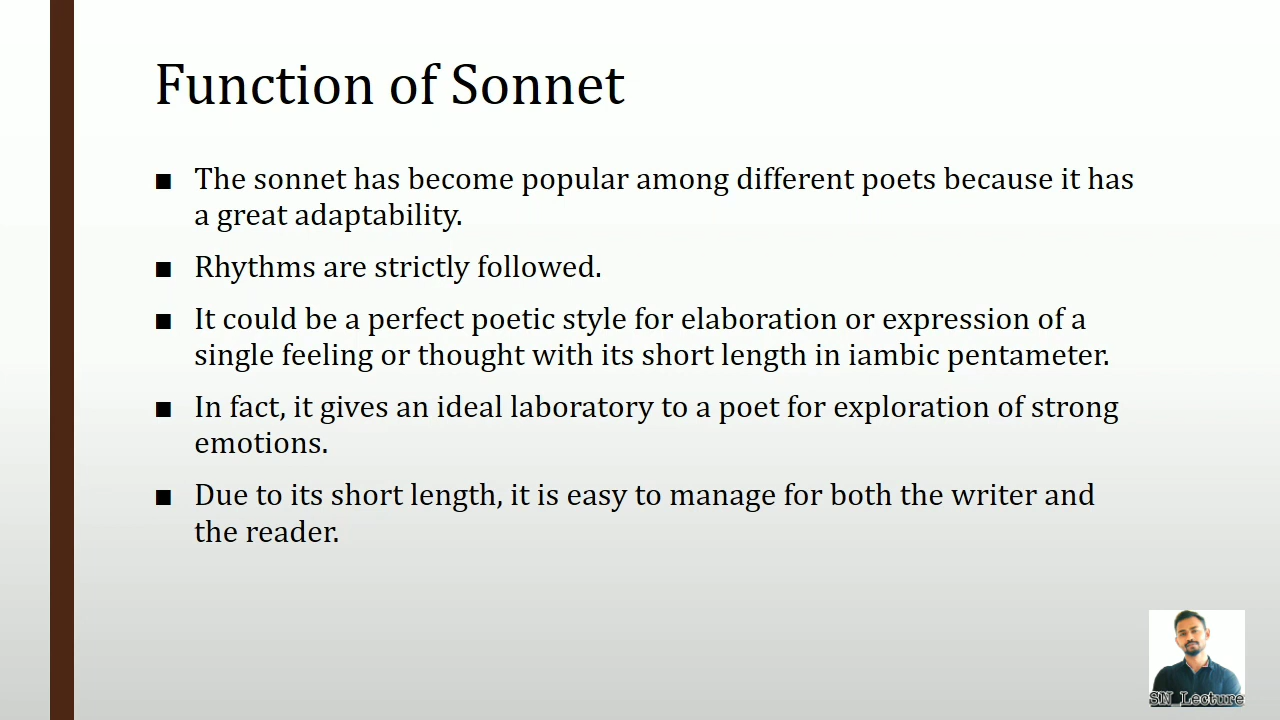 Function of Sonnet
■ The sonnet has become popular among different poets because it has
a great adaptability.
■ Rhythms are strictly followed.
■ It could be a perfect poetic style for elaboration or expression of a
single feeling or thought with its short length in iambic pentameter.
■ In fact, it gives an ideal laboratory to a poet for exploration of strong
emotions.
■ Due to its short length, it is easy to manage for both the writer and
the reader.
SN Lecture